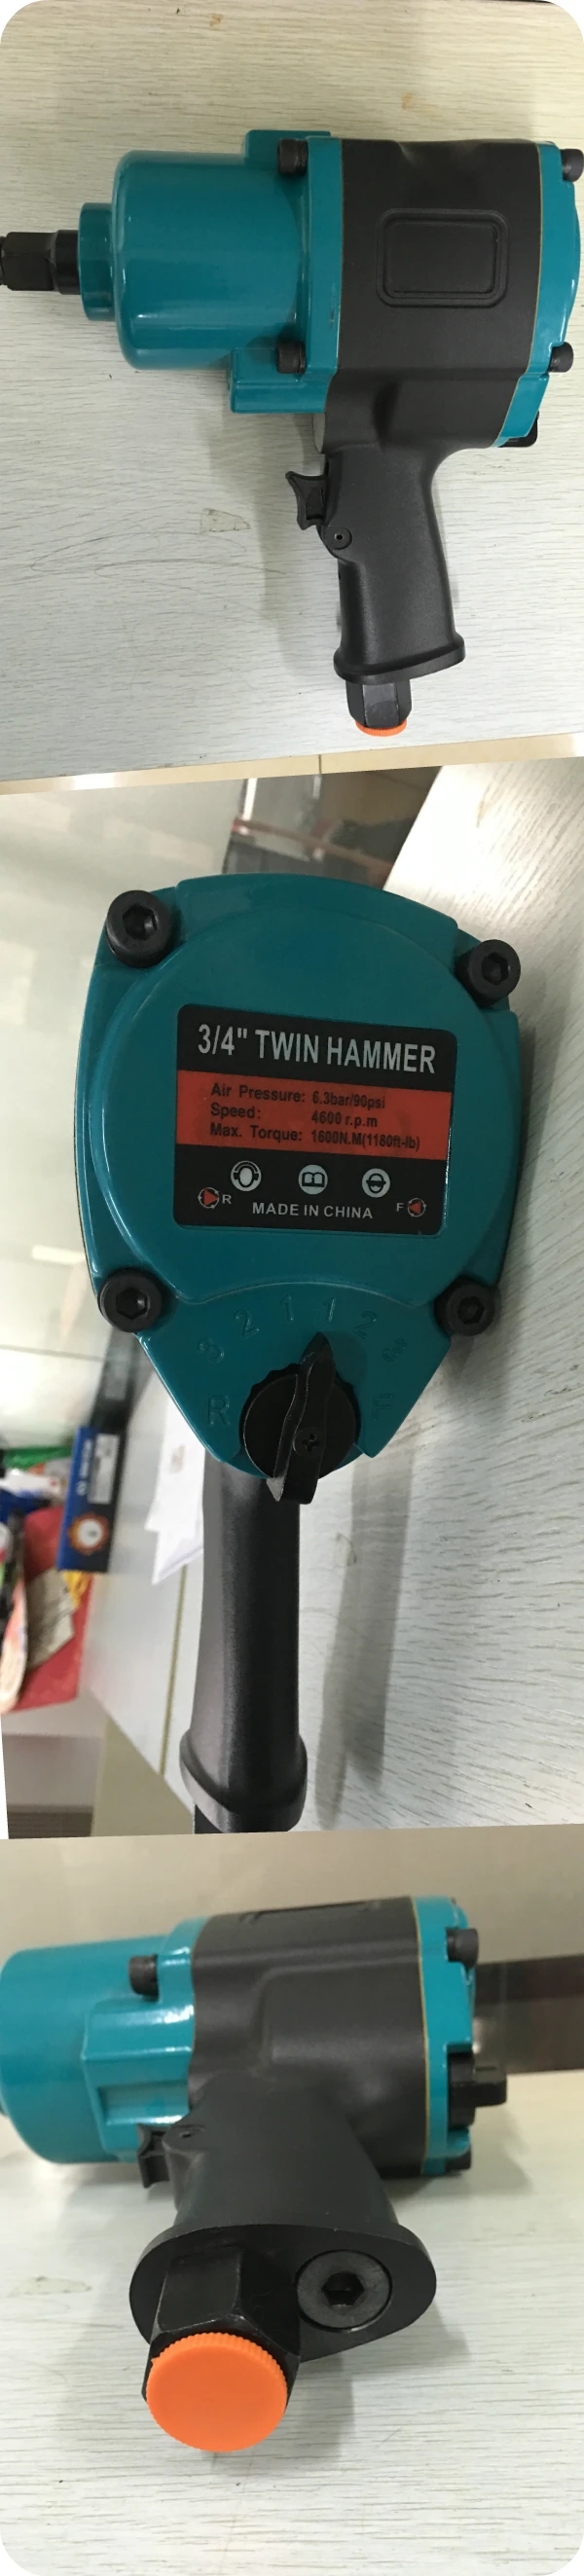 3/4" TWIN HAMMER
Air Pressure: 6.3bar/90psi
Speed: 4600 r.p.m
Max. Torque: 1600N.M(1180ft-lb)
R MADE IN CHINA F
3 2 1 1 2 3
R F